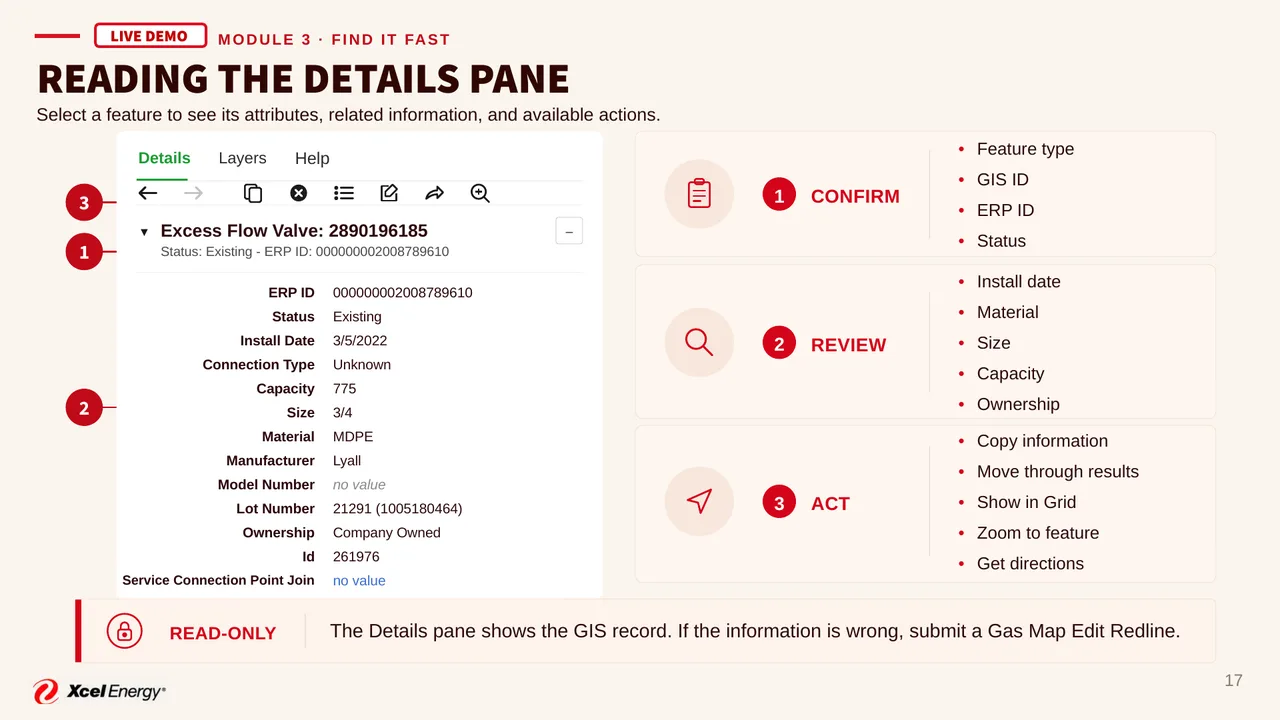 LIVE DEMO
MODULE 3 · FIND IT FAST
READING THE DETAILS PANE
Select a feature to see its attributes, related information, and available actions.
Details Layers Help
3
1
2
Excess Flow Valve: 2890196185
Status: Existing - ERP ID: 000000002008789610
ERP ID 000000002008789610
Status Existing
Install Date 3/5/2022
Connection Type Unknown
Capacity 775
Size 3/4
Material MDPE
Manufacturer Lyall
Model Number no value
Lot Number 21291 (1005180464)
Ownership Company Owned
Id 261976
Service Connection Point Join no value
1 CONFIRM
• Feature type
• GIS ID
• ERP ID
• Status
2 REVIEW
• Install date
• Material
• Size
• Capacity
• Ownership
3 ACT
• Copy information
• Move through results
• Show in Grid
• Zoom to feature
• Get directions
READ-ONLY
The Details pane shows the GIS record. If the information is wrong, submit a Gas Map Edit Redline.
Xcel Energy®
17